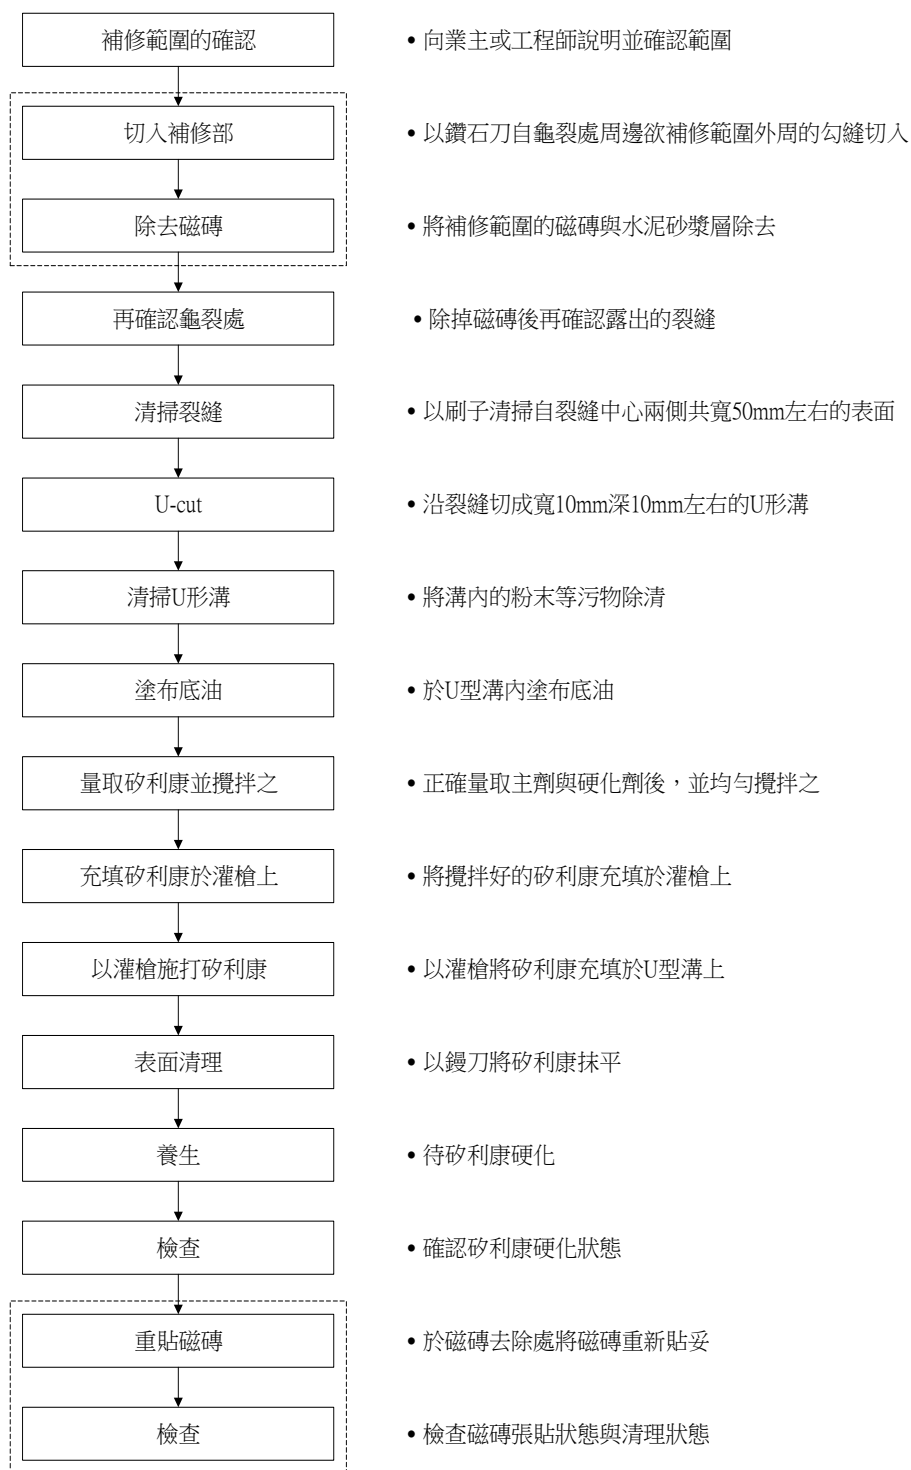 補修範圍的確認
•向業主或工程師說明並確認範圍
切入補修部
•以鑽石刀自龜裂處周邊欲補修範圍外周的勾縫切入
除去磁磚
•將補修範圍的磁磚與水泥砂漿層除去
再確認龜裂處
•除掉磁磚後再確認露出的裂縫
清掃裂縫
•以刷子清掃自裂縫中心兩側共寬50mm左右的表面
U-cut
•沿裂縫切成寬10mm深10mm左右的U形溝
清掃U形溝
•將溝內的粉末等污物除清
塗布底油
•於U型溝內塗布底油
量取矽利康並攪拌之
•正確量取主劑與硬化劑後，並均勻攪拌之
充填矽利康於灌槍上
•將攪拌好的矽利康充填於灌槍上
以灌槍施打矽利康
•以灌槍將矽利康充填於U型溝上
表面清理
•以鏝刀將矽利康抹平
養生
•待矽利康硬化
檢查
•確認矽利康硬化狀態
重貼磁磚
•於磁磚去除處將磁磚重新貼妥
檢查
•檢查磁磚張貼狀態與清理狀態